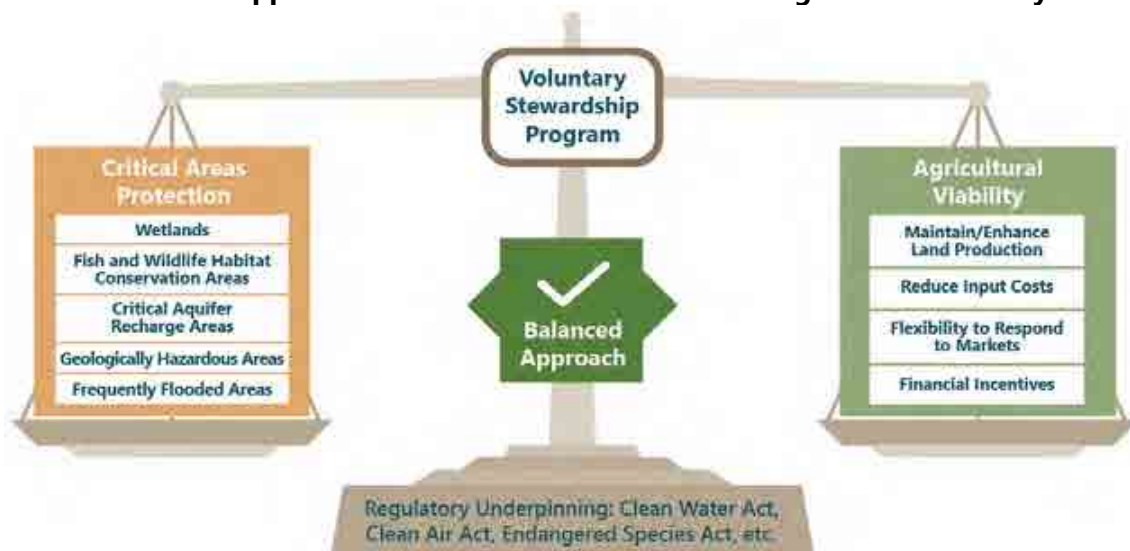 Voluntary
Stewardship
Program
Critical Areas
Protection
Wetlands
Fish and Wildlife Habitat
Conservation Areas
Critical Aquifer
Recharge Areas
Geologically Hazardous Areas
Frequently Flooded Areas
Balanced
Approach
Agricultural
Viability
Maintain/Enhance
Land Production
Reduce Input Costs
Flexibility to Respond
to Markets
Financial Incentives
Regulatory Underpinning: Clean Water Act,
Clean Air Act, Endangered Species Act, etc.